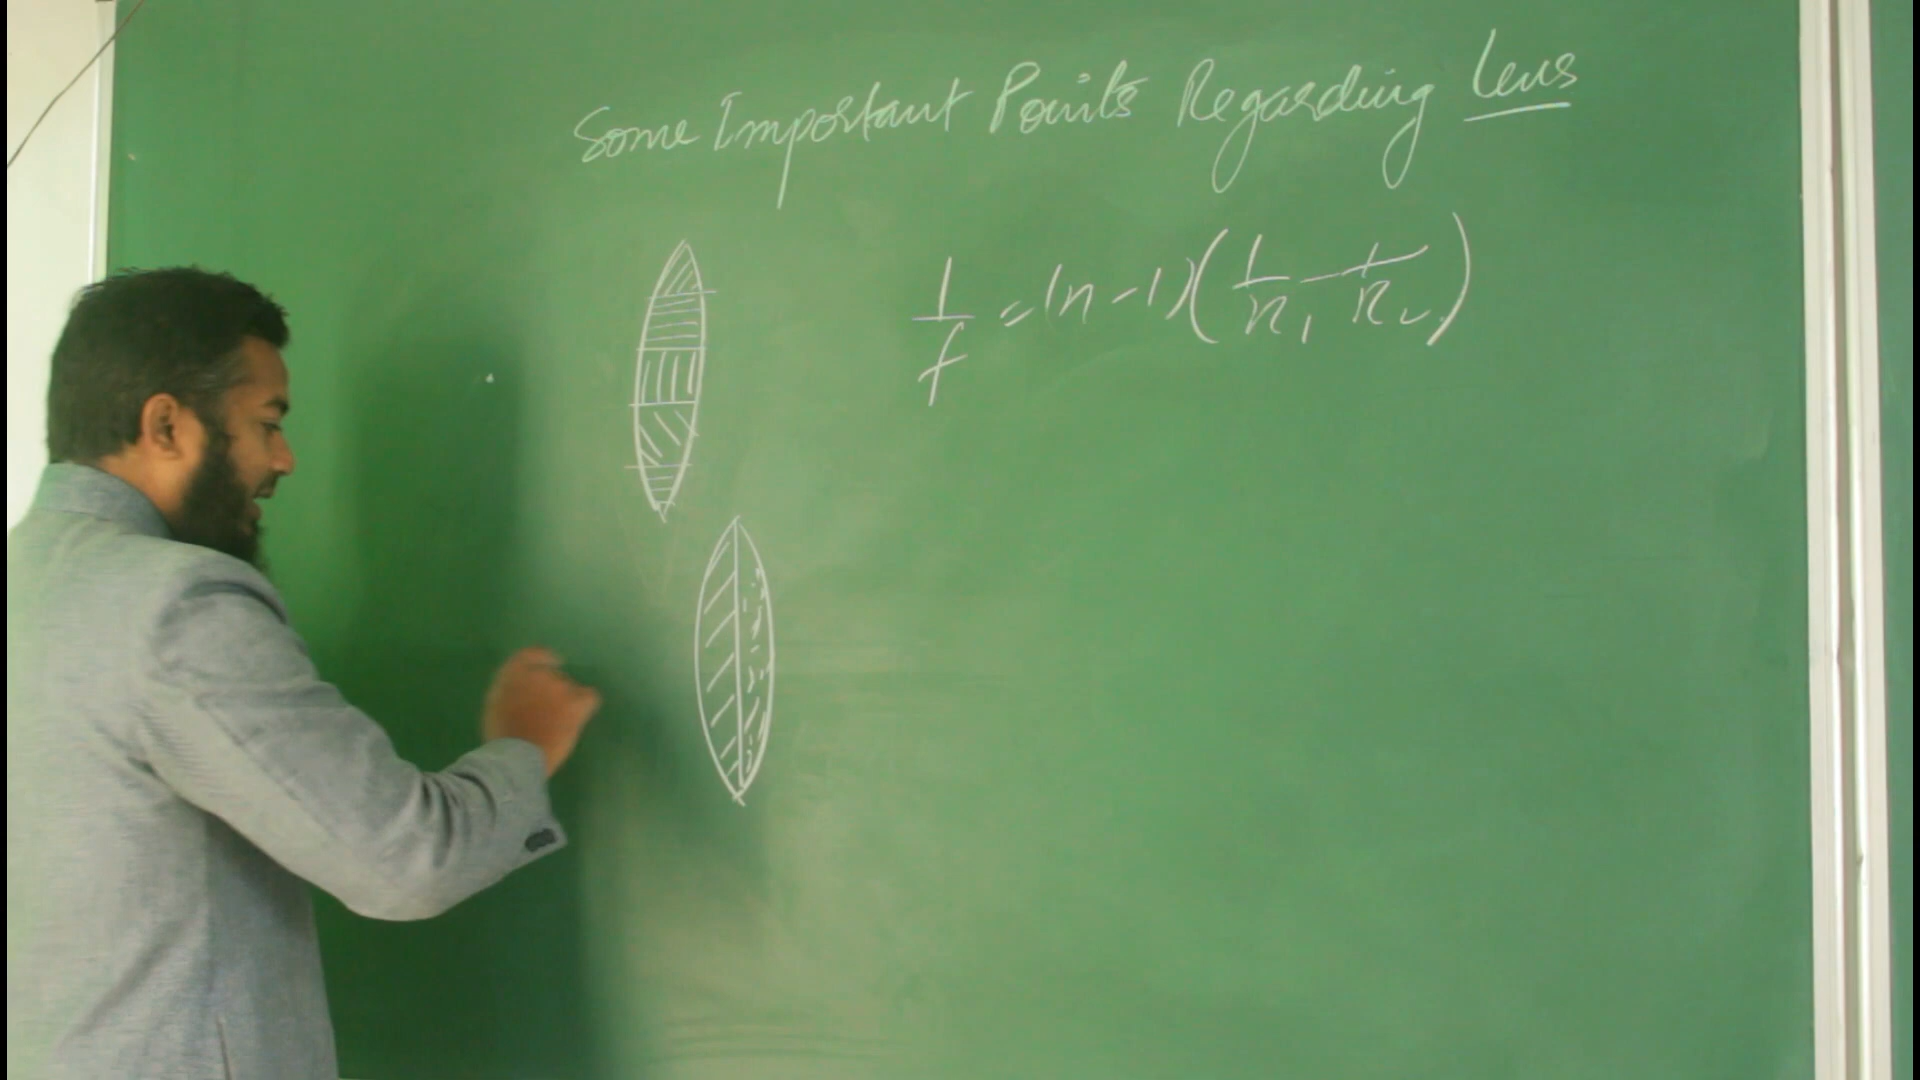 Some Important Points Regarding Lens
1/f = (n-1)(1/R₁ - 1/R₂)